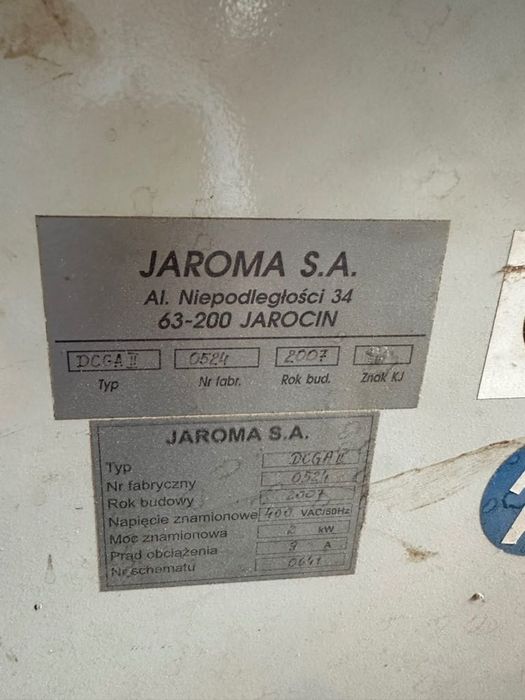 JAROMA S.A.
Al. Niepodległości 34
63-200 JAROCIN
DCGA II 0524 2007
Typ Nr fabr. Rok bud. Znak KJ
JAROMA S.A.
Typ DCGA II
Nr fabryczny 0524
Rok budowy 2007
Napięcie znamionowe 400 VAC/50Hz
Moc znamionowa 2 kW
Prąd obciążenia 9 A
Nr schematu 0641